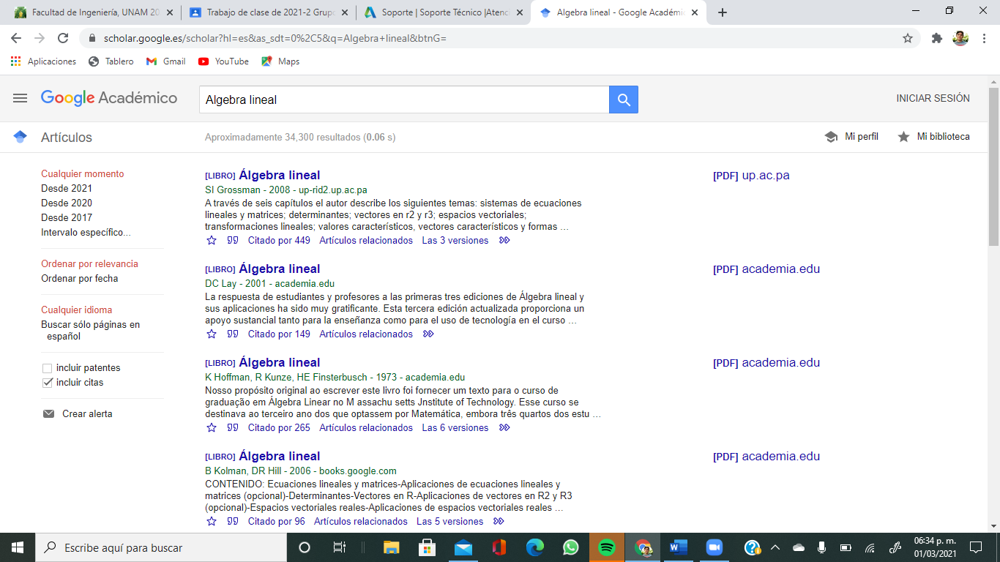 Facultad de Ingeniería, UNAM 20
Trabajo de clase de 2021-2 Grupo
Soporte | Soporte Técnico |Atenci
Algebra lineal - Google Académi
scholar.google.es/scholar?hl=es&as_sdt=0%2C5&q=Algebra+lineal&btnG=
Aplicaciones
Tablero
Gmail
YouTube
Maps
Google Académico
Algebra lineal
INICIAR SESIÓN
Artículos
Aproximadamente 34,300 resultados (0.06 s)
Mi perfil
Mi biblioteca
Cualquier momento
Desde 2021
Desde 2020
Desde 2017
Intervalo específico...
Ordenar por relevancia
Ordenar por fecha
Cualquier idioma
Buscar sólo páginas en
español
incluir patentes
incluir citas
Crear alerta
[LIBRO] Álgebra lineal
SI Grossman - 2008 - up-rid2.up.ac.pa
A través de seis capítulos el autor describe los siguientes temas: sistemas de ecuaciones
lineales y matrices; determinantes; vectores en r2 y r3; espacios vectoriales;
transformaciones lineales; valores característicos, vectores característicos y formas ...
Citado por 449 Artículos relacionados Las 3 versiones
[PDF] up.ac.pa
[LIBRO] Álgebra lineal
DC Lay - 2001 - academia.edu
La respuesta de estudiantes y profesores a las primeras tres ediciones de Álgebra lineal y
sus aplicaciones ha sido muy gratificante. Esta tercera edición actualizada proporciona un
apoyo sustancial tanto para la enseñanza como para el uso de tecnología en el curso ...
Citado por 149 Artículos relacionados
[PDF] academia.edu
[LIBRO] Álgebra lineal
K Hoffman, R Kunze, HE Finsterbusch - 1973 - academia.edu
Nosso propósito original ao escrever este livro foi fornecer um texto para o curso de
graduação em Álgebra Linear no M assachu setts Jnstitute of Technology. Esse curso se
destinava ao terceiro ano dos que optassem por Matemática, embora três quartos dos estu ...
Citado por 265 Artículos relacionados Las 6 versiones
[PDF] academia.edu
[LIBRO] Álgebra lineal
B Kolman, DR Hill - 2006 - books.google.com
CONTENIDO: Ecuaciones lineales y matrices-Aplicaciones de ecuaciones lineales y
matrices (opcional)-Determinantes-Vectores en R-Aplicaciones de vectores en R2 y R3
(opcional)-Espacios vectoriales reales-Aplicaciones de espacios vectoriales reales ...
Citado por 96 Artículos relacionados Las 5 versiones
[PDF] academia.edu
Escribe aquí para buscar
06:34 p. m.
01/03/2021